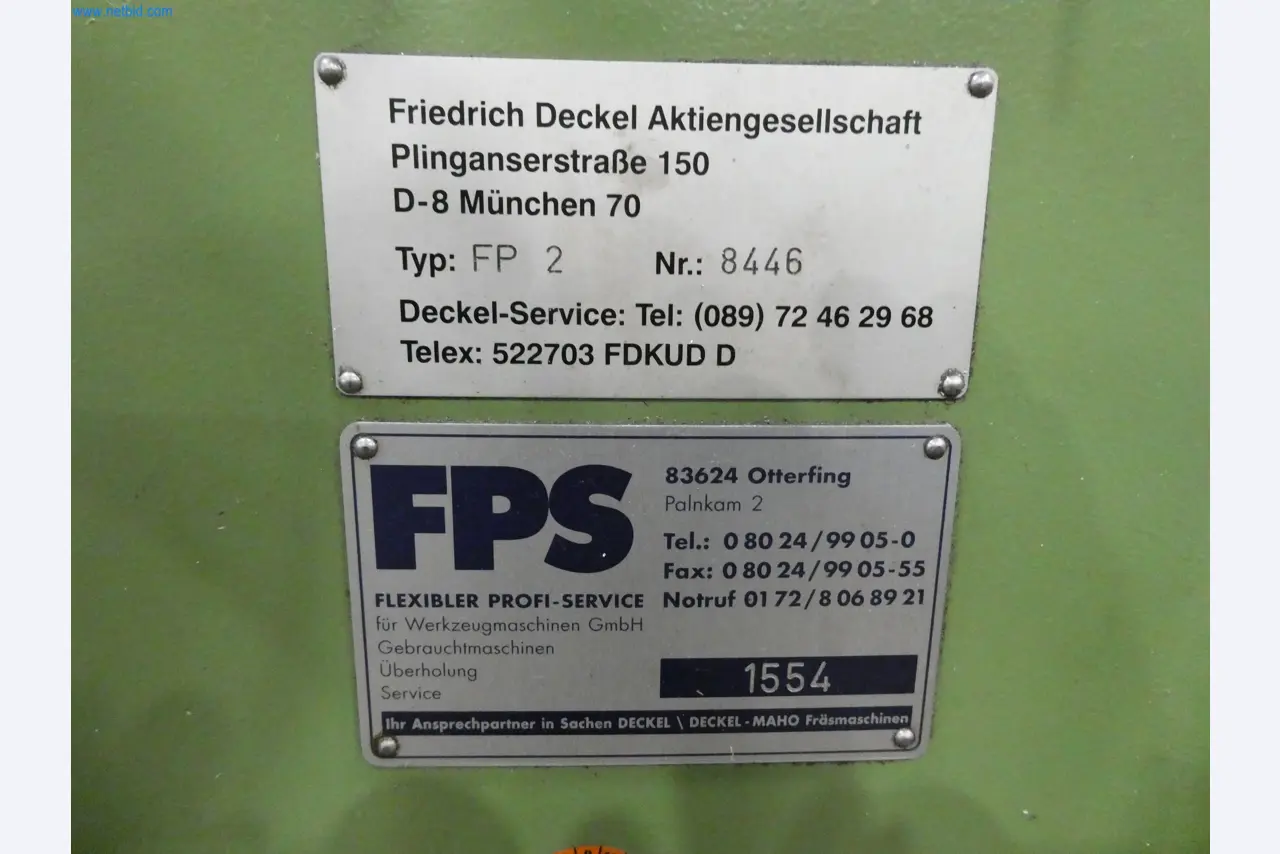 www.netbid.com
Friedrich Deckel Aktiengesellschaft
Plinganserstraße 150
D-8 München 70
Typ: FP 2 Nr.: 8446
Deckel-Service: Tel: (089) 72 46 29 68
Telex: 522703 FDKUD D
FPS
FLEXIBLER PROFI-SERVICE
für Werkzeugmaschinen GmbH
Gebrauchtmaschinen
Überholung
Service
83624 Otterfing
Palnkam 2
Tel.: 0 80 24 / 99 05-0
Fax: 0 80 24 / 99 05-55
Notruf 01 72 / 8 06 89 21
1554
Ihr Ansprechpartner in Sachen DECKEL \ DECKEL-MAHO Fräsmaschinen